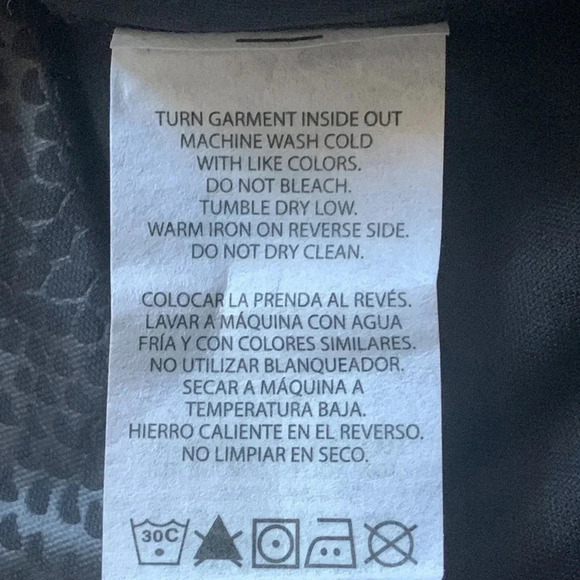 TURN GARMENT INSIDE OUT
MACHINE WASH COLD
WITH LIKE COLORS.
DO NOT BLEACH.
TUMBLE DRY LOW.
WARM IRON ON REVERSE SIDE.
DO NOT DRY CLEAN.
COLOCAR LA PRENDA AL REVÉS.
LAVAR A MÁQUINA CON AGUA
FRÍA Y CON COLORES SIMILARES.
NO UTILIZAR BLANQUEADOR.
SECAR A MÁQUINA A
TEMPERATURA BAJA.
HIERRO CALIENTE EN EL REVERSO.
NO LIMPIAR EN SECO.
30C